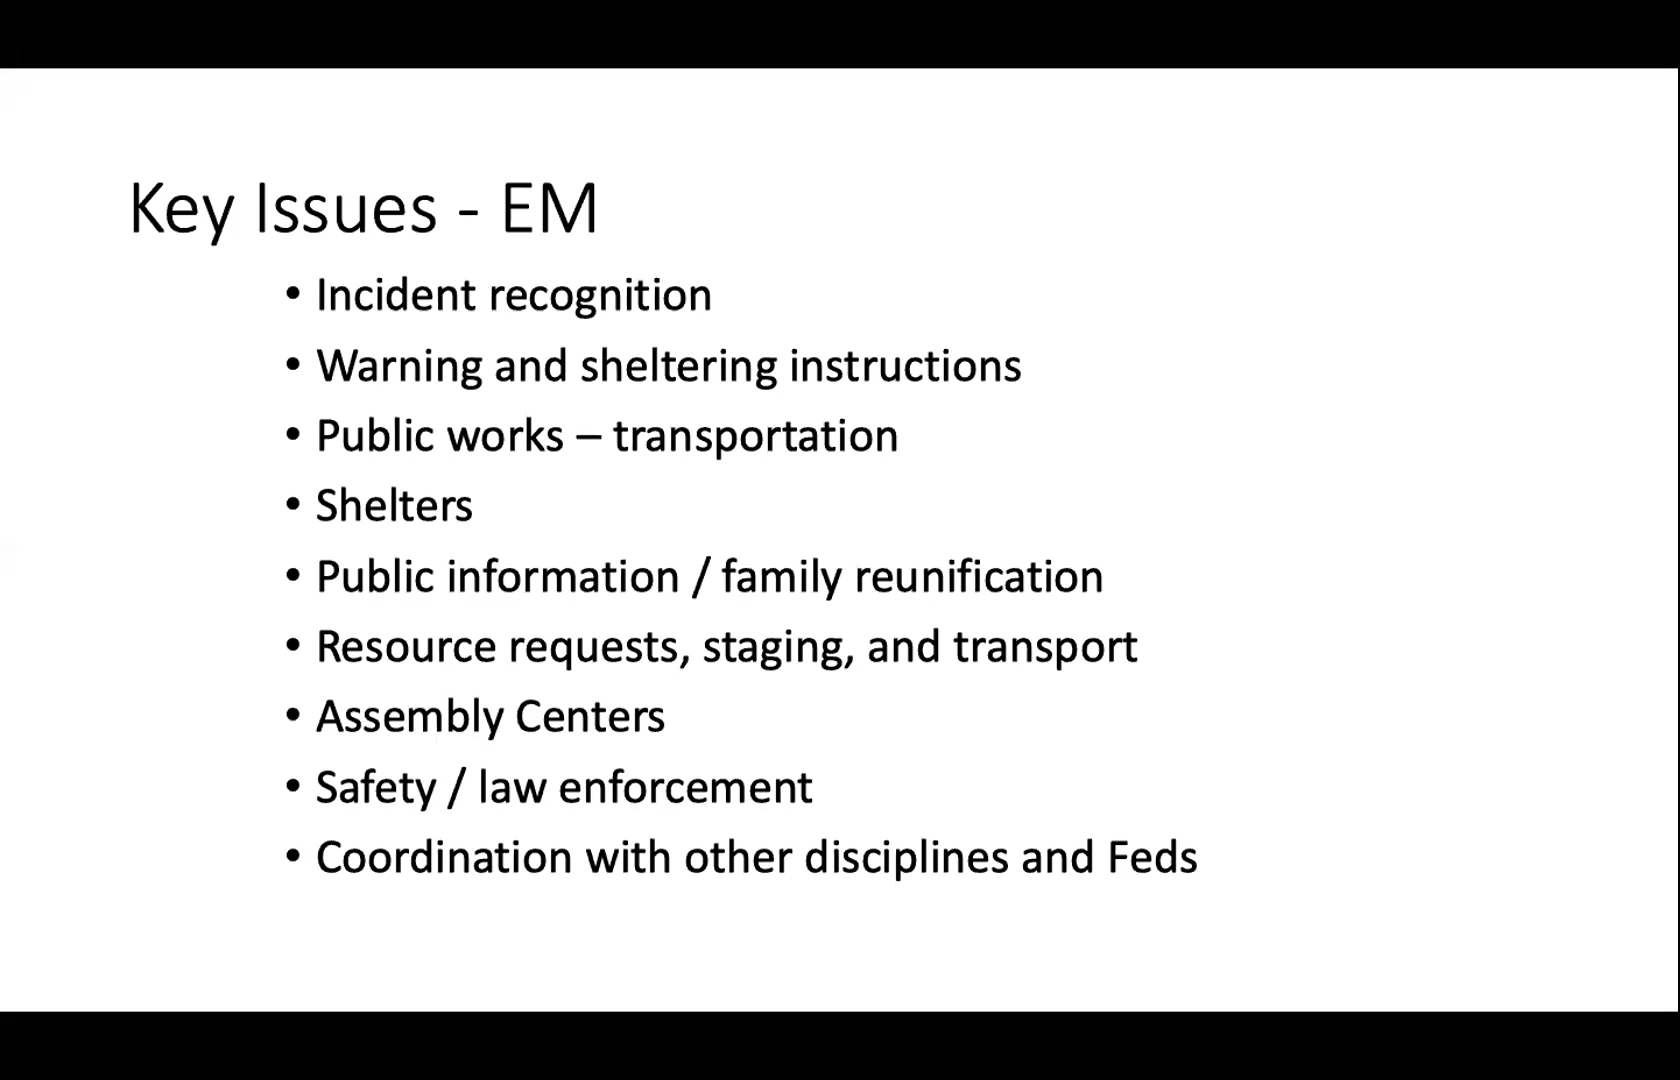 Key Issues - EM
• Incident recognition
• Warning and sheltering instructions
• Public works – transportation
• Shelters
• Public information / family reunification
• Resource requests, staging, and transport
• Assembly Centers
• Safety / law enforcement
• Coordination with other disciplines and Feds